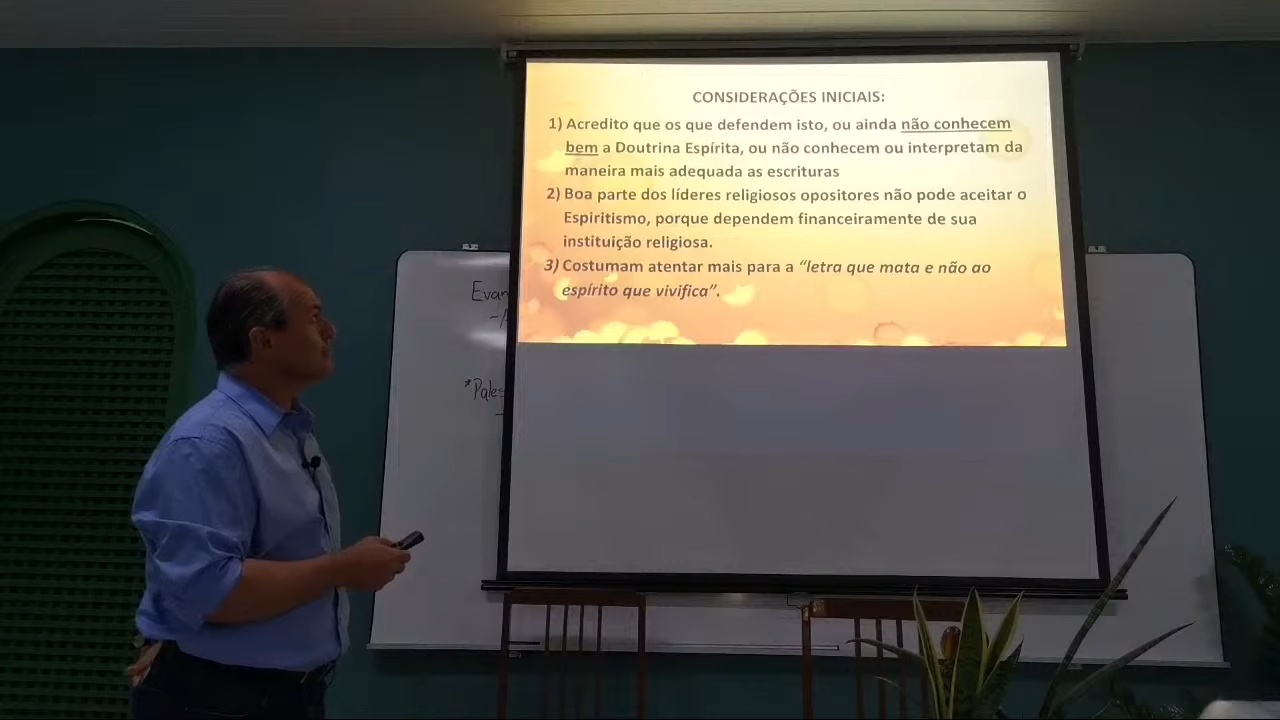 CONSIDERAÇÕES INICIAIS:
1) Acredito que os que defendem isto, ou ainda não conhecem
bem a Doutrina Espírita, ou não conhecem ou interpretam da
maneira mais adequada as escrituras
2) Boa parte dos líderes religiosos opositores não pode aceitar o
Espiritismo, porque dependem financeiramente de sua
instituição religiosa.
3) Costumam atentar mais para a “letra que mata e não ao
espírito que vivifica”.